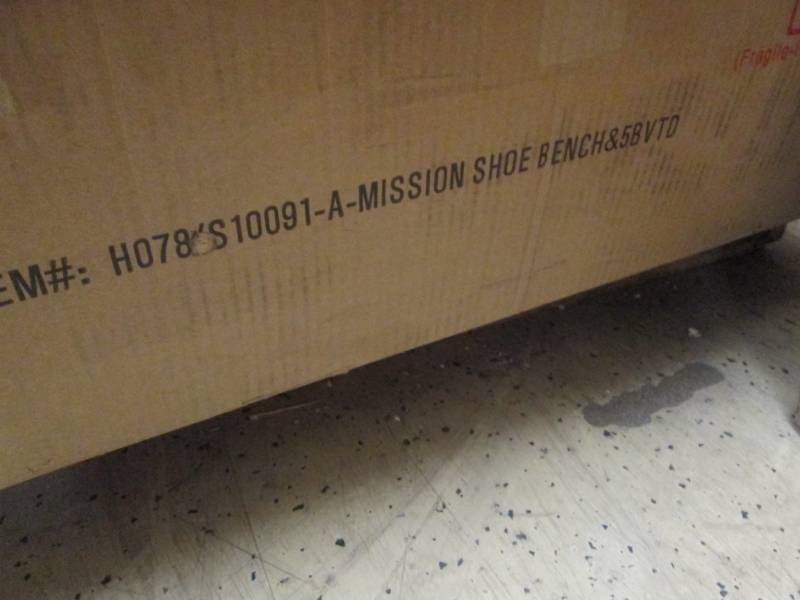 (Fragile-
EM#: H078 S10091-A-MISSION SHOE BENCH&5BVTD